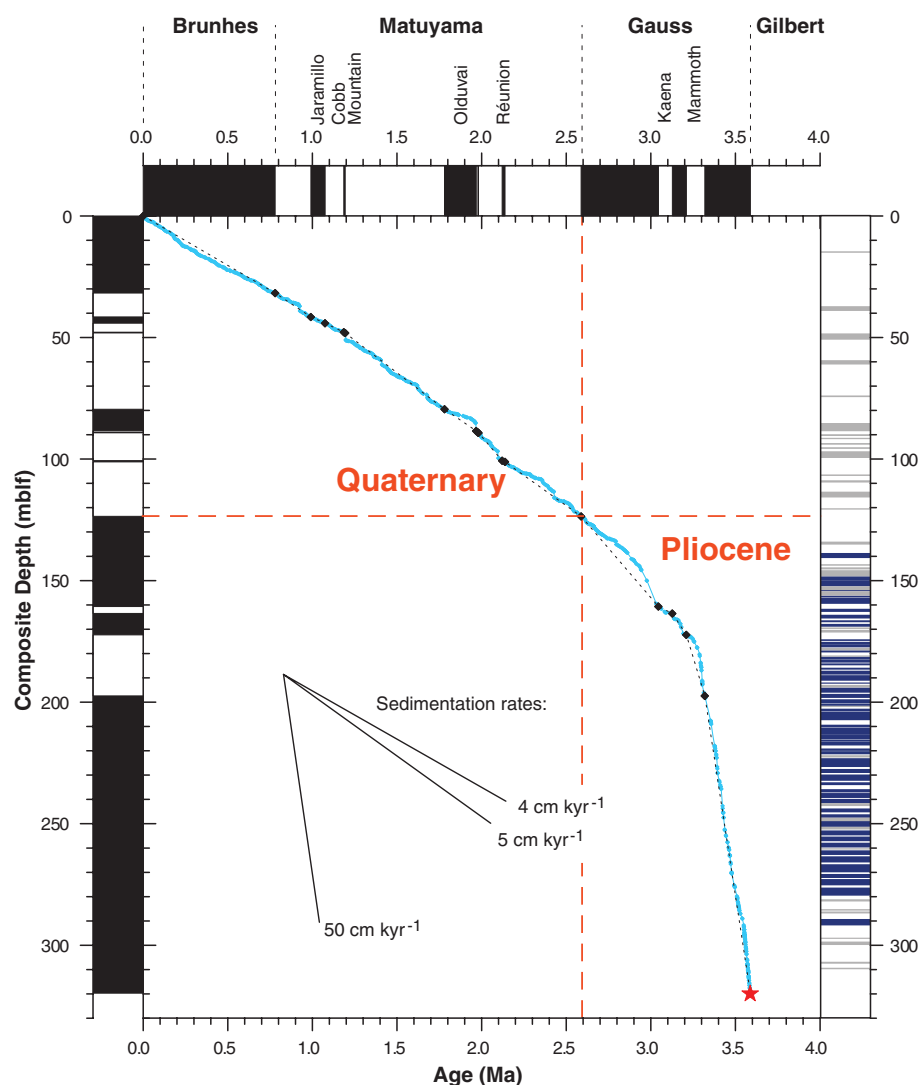 Brunhes Matuyama Gauss Gilbert
Jaramillo
Cobb
Mountain
Olduvai
Réunion
Kaena
Mammoth
0.0 0.5 1.0 1.5 2.0 2.5 3.0 3.5 4.0
0 0
50 50
100 100
Quaternary
Pliocene
150 150
Composite Depth (mblf)
200 200
Sedimentation rates:
4 cm kyr-1
5 cm kyr-1
250 250
50 cm kyr-1
300 300
0.0 0.5 1.0 1.5 2.0 2.5 3.0 3.5 4.0
Age (Ma)